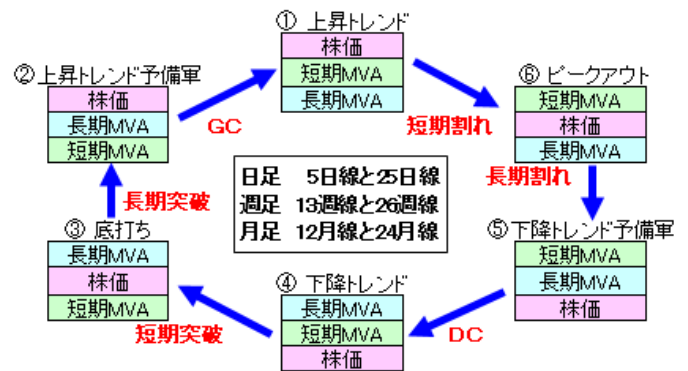 ① 上昇トレンド
株価
短期MVA
長期MVA
② 上昇トレンド予備軍
株価
長期MVA
短期MVA
GC
短期割れ
⑥ ピークアウト
短期MVA
株価
長期MVA
長期割れ
日足 5日線と25日線
週足 13週線と26週線
月足 12月線と24月線
長期突破
③ 底打ち
長期MVA
株価
短期MVA
短期突破
④ 下降トレンド
長期MVA
短期MVA
株価
DC
⑤ 下降トレンド予備軍
短期MVA
長期MVA
株価